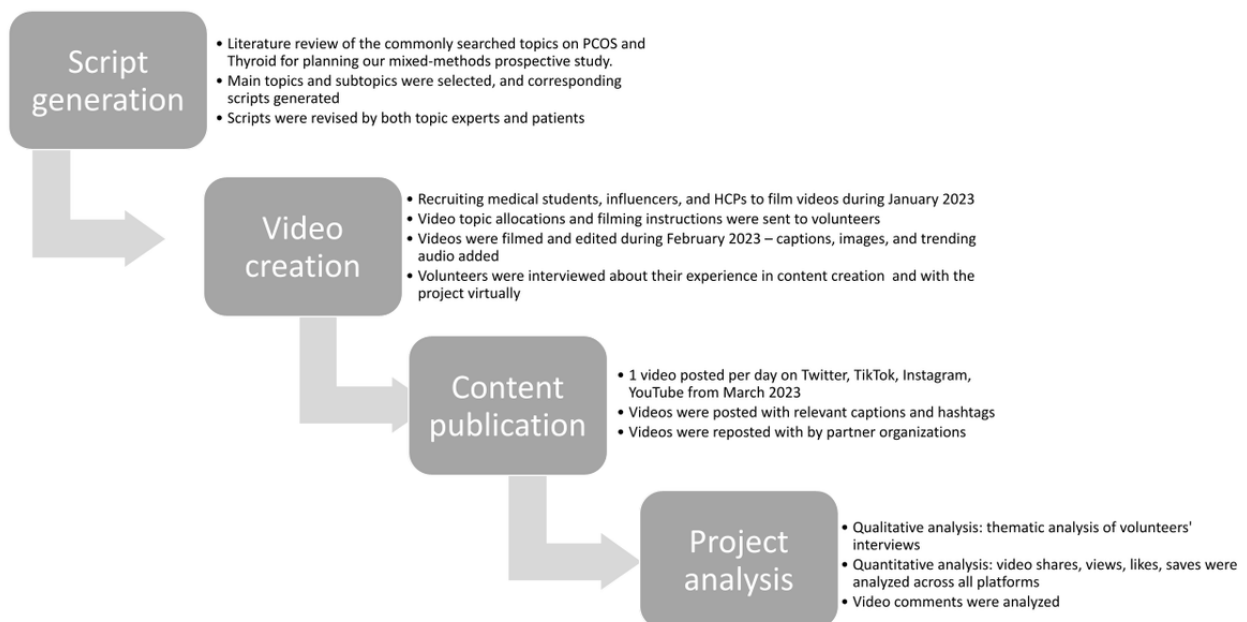 Script
generation
• Literature review of the commonly searched topics on PCOS and
Thyroid for planning our mixed-methods prospective study.
• Main topics and subtopics were selected, and corresponding
scripts generated
• Scripts were revised by both topic experts and patients
Video
creation
• Recruiting medical students, influencers, and HCPs to film videos during January 2023
• Video topic allocations and filming instructions were sent to volunteers
• Videos were filmed and edited during February 2023 – captions, images, and trending
audio added
• Volunteers were interviewed about their experience in content creation and with the
project virtually
Content
publication
• 1 video posted per day on Twitter, TikTok, Instagram,
YouTube from March 2023
• Videos were posted with relevant captions and hashtags
• Videos were reposted with by partner organizations
Project
analysis
• Qualitative analysis: thematic analysis of volunteers'
interviews
• Quantitative analysis: video shares, views, likes, saves were
analyzed across all platforms
• Video comments were analyzed